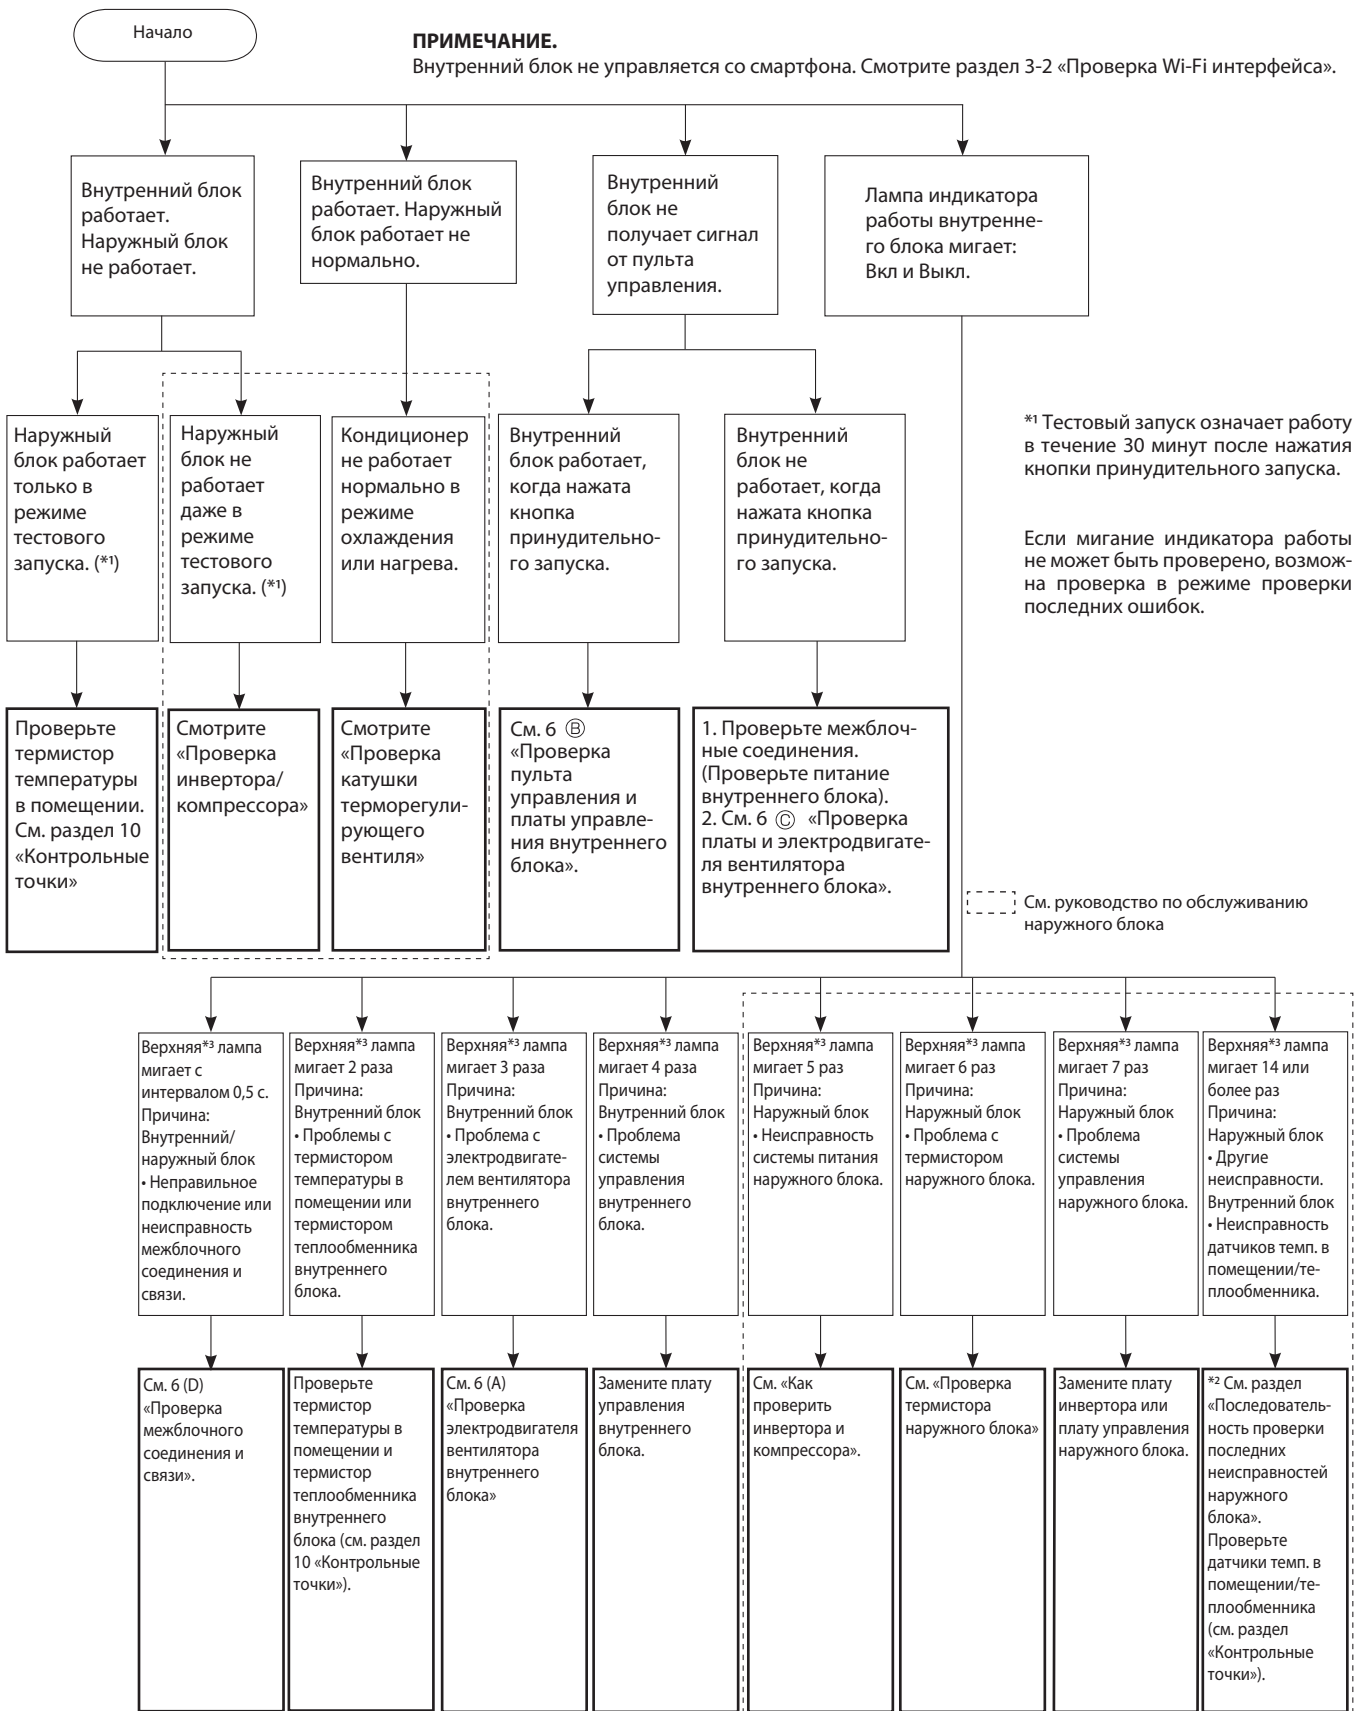 Начало
ПРИМЕЧАНИЕ.
Внутренний блок не управляется со смартфона. Смотрите раздел 3-2 «Проверка Wi-Fi интерфейса».
Внутренний блок
работает.
Наружный блок
не работает.
Внутренний блок
работает. Наружный
блок работает не
нормально.
Внутренний
блок не
получает сигнал
от пульта
управления.
Лампа индикатора
работы внутренне-
го блока мигает:
Вкл и Выкл.
Наружный
блок работает
только в
режиме
тестового
запуска. (*¹)
Наружный
блок не
работает
даже в
режиме
тестового
запуска. (*¹)
Кондиционер
не работает
нормально в
режиме
охлаждения
или нагрева.
Внутренний
блок работает,
когда нажата
кнопка
принудительно-
го запуска.
Внутренний
блок не
работает, когда
нажата кнопка
принудительно-
го запуска.
*¹ Тестовый запуск означает работу
в течение 30 минут после нажатия
кнопки принудительного запуска.
Если мигание индикатора работы
не может быть проверено, возмож-
на проверка в режиме проверки
последних ошибок.
Проверьте
термистор
температуры
в помещении.
См. раздел 10
«Контрольные
точки»
Смотрите
«Проверка
инвертора/
компрессора»
Смотрите
«Проверка
катушки
терморегули-
рующего
вентиля»
См. 6 Ⓑ
«Проверка
пульта
управления и
платы управле-
ния внутреннего
блока».
1. Проверьте межблоч-
ные соединения.
(Проверьте питание
внутреннего блока).
2. См. 6 Ⓒ «Проверка
платы и электродвигате-
ля вентилятора
внутреннего блока».
См. руководство по обслуживанию
наружного блока
Верхняя*³ лампа
мигает с
интервалом 0,5 с.
Причина:
Внутренний/
наружный блок
• Неправильное
подключение или
неисправность
межблочного
соединения и
связи.
Верхняя*³ лампа
мигает 2 раза
Причина:
Внутренний блок
• Проблемы с
термистором
температуры в
помещении или
термистором
теплообменника
внутреннего
блока.
Верхняя*³ лампа
мигает 3 раза
Причина:
Внутренний блок
• Проблема с
электродвигате-
лем вентилятора
внутреннего
блока.
Верхняя*³ лампа
мигает 4 раза
Причина:
Внутренний блок
• Проблема
системы
управления
внутреннего
блока.
Верхняя*³ лампа
мигает 5 раз
Причина:
Наружный блок
• Неисправность
системы питания
наружного блока.
Верхняя*³ лампа
мигает 6 раз
Причина:
Наружный блок
• Проблема с
термистором
наружного блока.
Верхняя*³ лампа
мигает 7 раз
Причина:
Наружный блок
• Проблема
системы
управления
наружного блока.
Верхняя*³ лампа
мигает 14 или
более раз
Причина:
Наружный блок
• Другие
неисправности.
Внутренний блок
• Неисправность
датчиков темп. в
помещении/те-
плообменника.
См. 6 (D)
«Проверка
межблочного
соединения и
связи».
Проверьте
термистор
температуры в
помещении и
термистор
теплообменника
внутреннего
блока (см. раздел
10 «Контрольные
точки»).
См. 6 (A)
«Проверка
электродвигателя
вентилятора
внутреннего
блока»
Замените плату
управления
внутреннего
блока.
См. «Как
проверить
инвертора и
компрессора».
См. «Проверка
термистора
наружного блока»
Замените плату
инвертора или
плату управления
наружного блока.
*² См. раздел
«Последователь-
ность проверки
последних
неисправностей
наружного
блока».
Проверьте
датчики темп. в
помещении/те-
плообменника
(см. раздел
«Контрольные
точки»).